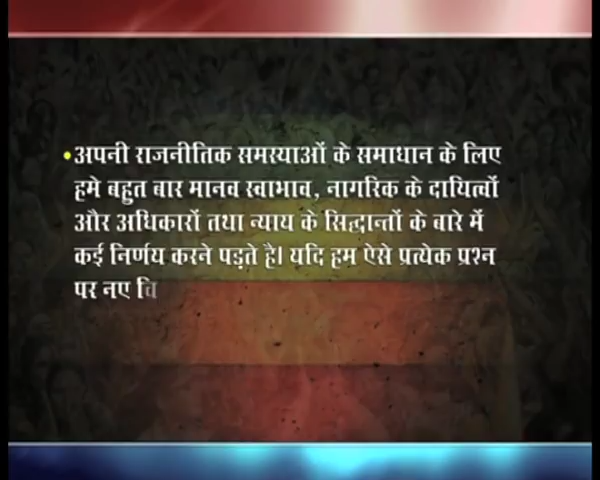 •अपनी राजनीतिक समस्याओं के समाधान के लिए
हमे बहुत बार मानव स्वाभाव, नागरिक के दायित्वों
और अधिकारों तथा न्याय के सिद्धान्तों के बारे में
कई निर्णय करने पड़ते है। यदि हम ऐसे प्रत्येक प्रश्न
पर नए चि